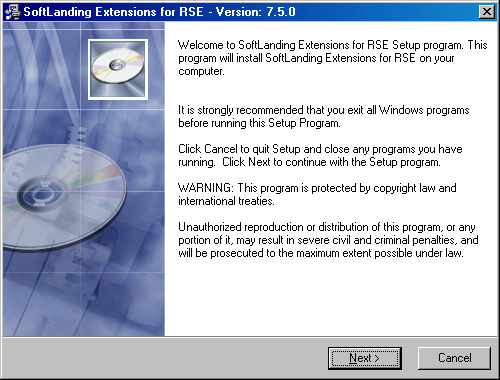 SoftLanding Extensions for RSE - Version: 7.5.0
Welcome to SoftLanding Extensions for RSE Setup program. This
program will install SoftLanding Extensions for RSE on your
computer.
It is strongly recommended that you exit all Windows programs
before running this Setup Program.
Click Cancel to quit Setup and close any programs you have
running. Click Next to continue with the Setup program.
WARNING: This program is protected by copyright law and
international treaties.
Unauthorized reproduction or distribution of this program, or any
portion of it, may result in severe civil and criminal penalties, and
will be prosecuted to the maximum extent possible under law.
Next >
Cancel